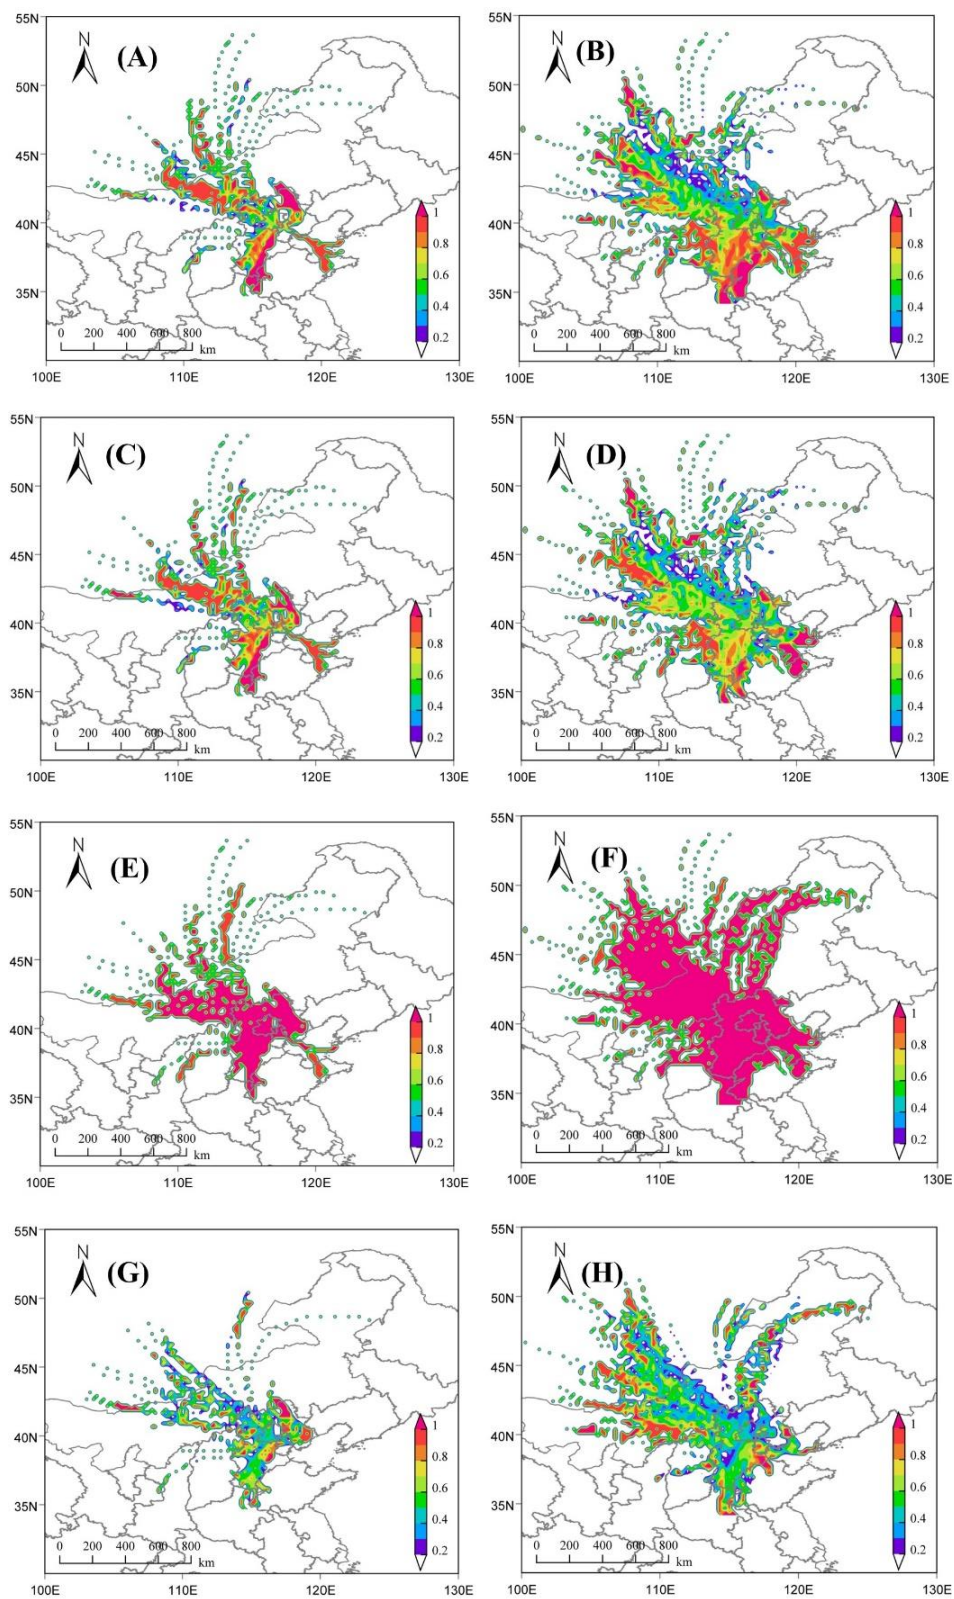 55N 55N
N (A) N (B)
50N 50N
45N 45N
40N 40N
1 1
0.8 0.8
0.6 0.6
35N 35N
0.4 0.4
0 200 400 600 800 0 200 400 600 800
0.2 0.2
km km
100E 110E 120E 130E 100E 110E 120E 130E
55N 55N
N (C) N (D)
50N 50N
45N 45N
40N 40N
1 1
0.8 0.8
0.6 0.6
35N 35N
0.4 0.4
0 200 400 600 800 0 200 400 600 800
km km
0.2 0.2
100E 110E 120E 130E 100E 110E 120E 130E
55N 55N
N (E) N (F)
50N 50N
45N 45N
40N 40N
1 1
0.8 0.8
0.6 0.6
35N 35N
0.4 0.4
0 200 400 600 800 0 200 400 600 800
km km
0.2 0.2
100E 110E 120E 130E 100E 110E 120E 130E
55N 55N
N (G) N (H)
50N 50N
45N 45N
40N 40N
1 1
0.8 0.8
0.6 0.6
35N 35N
0.4 0.4
0 200 400 600 800 0 200 400 600 800
km km
0.2 0.2
100E 110E 120E 130E 100E 110E 120E 130E